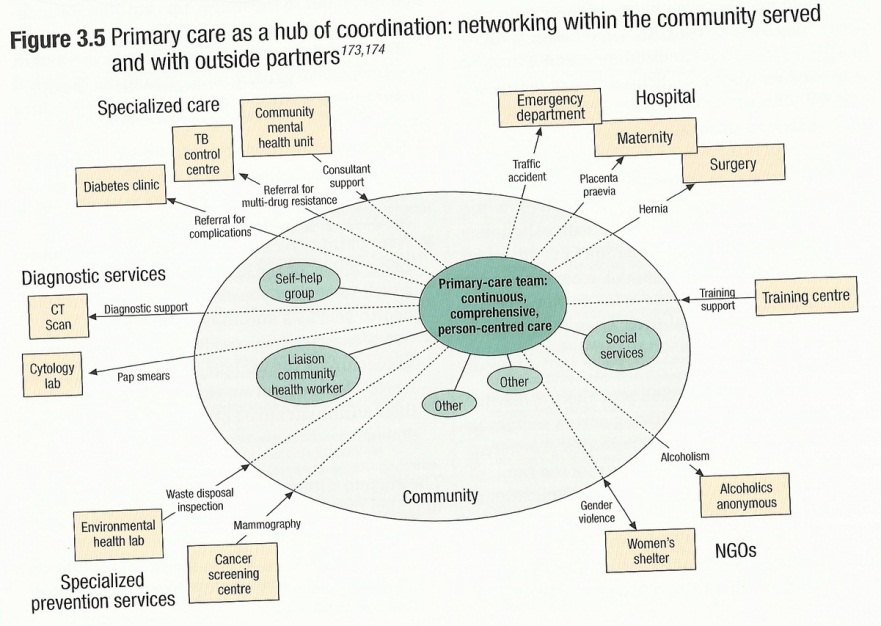 Figure 3.5 Primary care as a hub of coordination: networking within the community served
and with outside partners173,174
Specialized care
Community
mental
health unit
TB
control
centre
Diabetes clinic
Consultant
support
Referral for
multi-drug resistance
Referral for
complications
Emergency
department
Hospital
Maternity
Surgery
Traffic
accident
Placenta
praevia
Hernia
Diagnostic services
CT
Scan
Diagnostic support
Cytology
lab
Pap smears
Self-help
group
Primary-care team:
continuous,
comprehensive,
person-centred care
Training
support
Training centre
Liaison
community
health worker
Social
services
Other
Other
Community
Waste disposal
inspection
Environmental
health lab
Mammography
Cancer
screening
centre
Specialized
prevention services
Alcoholism
Alcoholics
anonymous
Gender
violence
Women's
shelter
NGOs